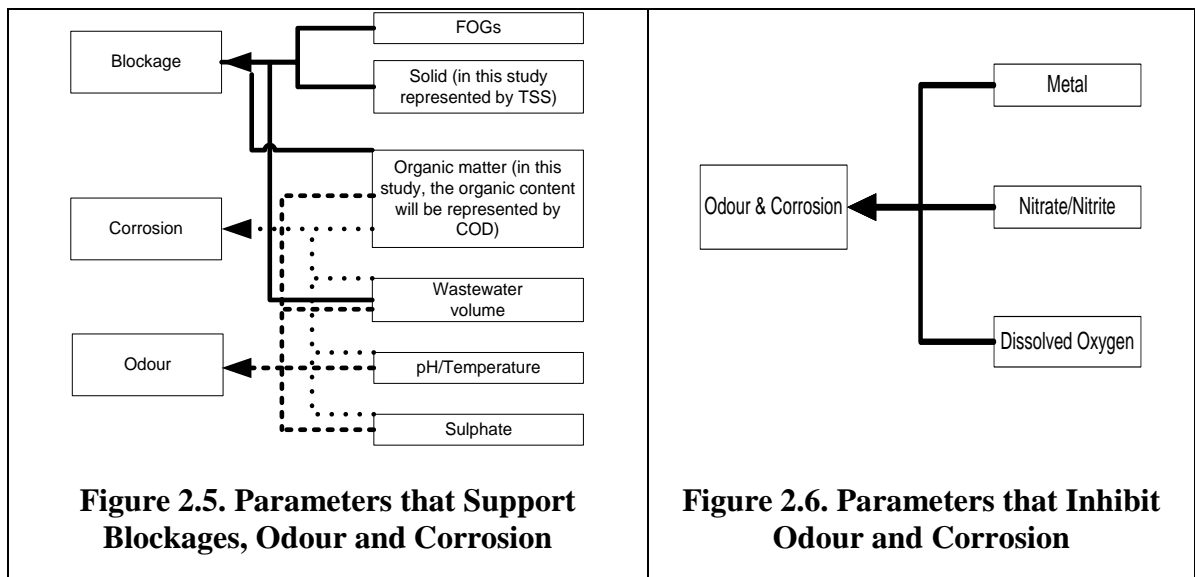 Blockage
FOGs
Solid (in this study
represented by TSS)
Organic matter (in this
study, the organic content
will be represented by
COD)
Corrosion
Wastewater
volume
Odour
pH/Temperature
Sulphate
Figure 2.5. Parameters that Support
Blockages, Odour and Corrosion
Metal
Odour & Corrosion
Nitrate/Nitrite
Dissolved Oxygen
Figure 2.6. Parameters that Inhibit
Odour and Corrosion